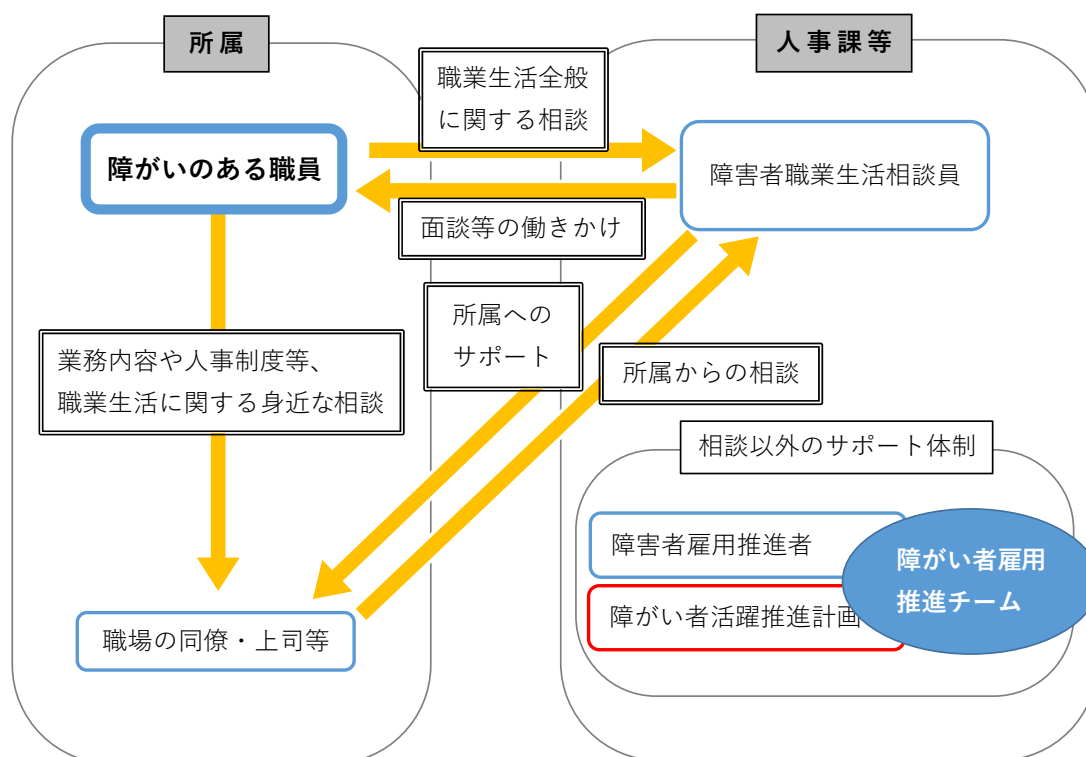 所属
人事課等
職業生活全般
に関する相談
障がいのある職員
障害者職業生活相談員
面談等の働きかけ
所属への
サポート
業務内容や人事制度等、
職業生活に関する身近な相談
所属からの相談
相談以外のサポート体制
障害者雇用推進者
障がい者雇用
推進チーム
障がい者活躍推進計画
職場の同僚・上司等